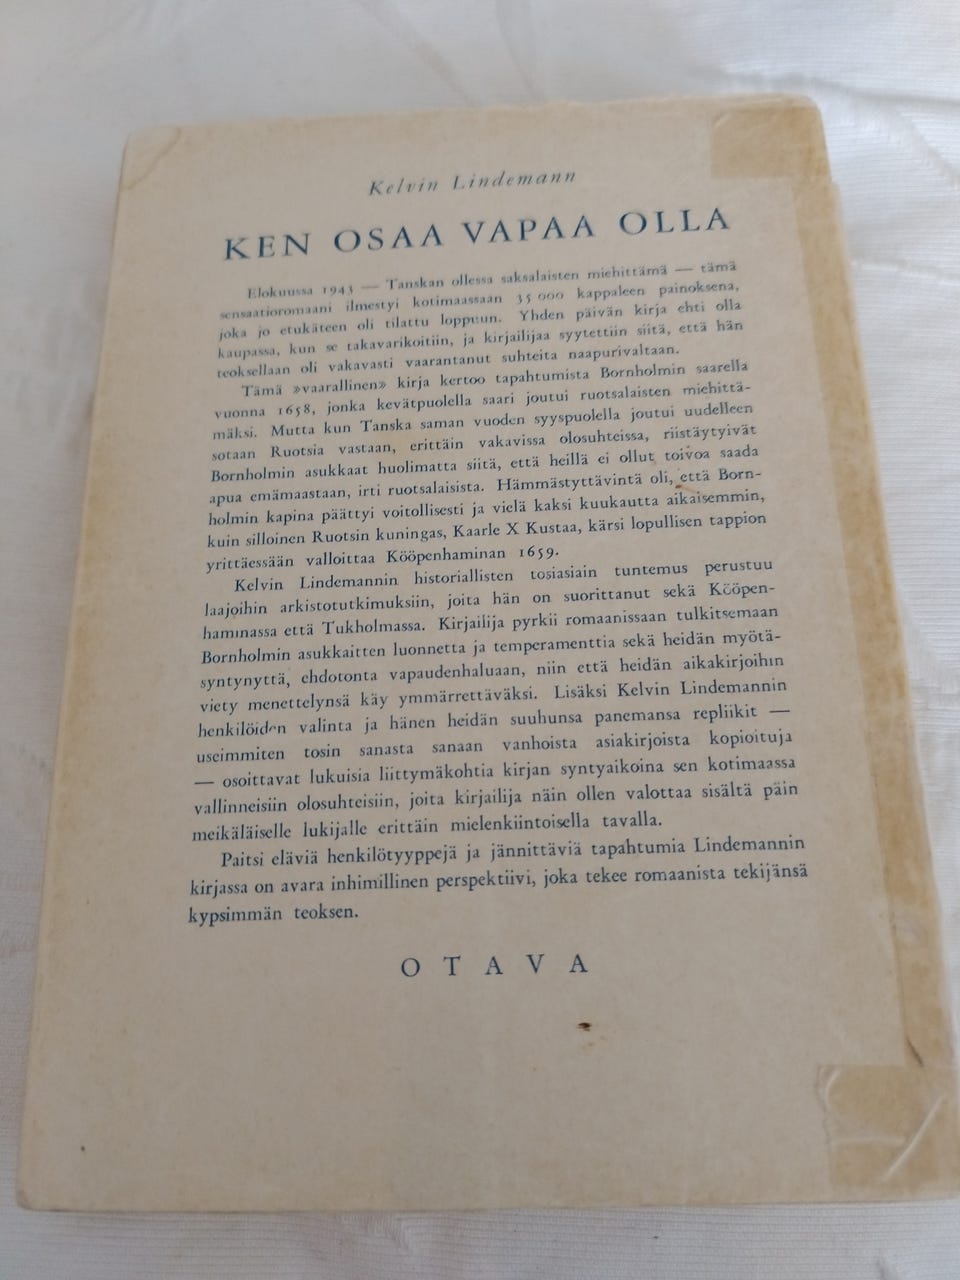 Kelvin Lindemann
KEN OSAA VAPAA OLLA
Elokuussa 1943 — Tanskan ollessa saksalaisten miehittämä — tämä
sensaatioromaani ilmestyi kotimaassaan 35 000 kappaleen painoksena,
joka jo etukäteen oli tilattu loppuun. Yhden päivän kirja ehti olla
kaupassa, kun se takavarikoitiin, ja kirjailijaa syytettiin siitä, että hän
teoksellaan oli vakavasti vaarantanut suhteita naapurivaltaan.
Tämä »vaarallinen» kirja kertoo tapahtumista Bornholmin saarella
vuonna 1658, jonka kevätpuolella saari joutui ruotsalaisten miehittä-
mäksi. Mutta kun Tanska saman vuoden syyspuolella joutui uudelleen
sotaan Ruotsia vastaan, erittäin vakavissa olosuhteissa, riistäytyivät
Bornholmin asukkaat huolimatta siitä, että heillä ei ollut toivoa saada
apua emämaastaan, irti ruotsalaisista. Hämmästyttävintä oli, että Born-
holmin kapina päättyi voitollisesti ja vielä kaksi kuukautta aikaisemmin,
kuin silloinen Ruotsin kuningas, Kaarle X Kustaa, kärsi lopullisen tappion
yrittäessään valloittaa Kööpenhaminan 1659.
Kelvin Lindemannin historiallisten tosiasiain tuntemus perustuu
laajoihin arkistotutkimuksiin, joita hän on suorittanut sekä Kööpen-
haminassa että Tukholmassa. Kirjailija pyrkii romaanissaan tulkitsemaan
Bornholmin asukkaitten luonnetta ja temperamenttia sekä heidän myötä-
syntynyttä, ehdotonta vapaudenhaluaan, niin että heidän aikakirjoihin
viety menettelynsä käy ymmärrettäväksi. Lisäksi Kelvin Lindemannin
henkilöiden valinta ja hänen heidän suuhunsa panemansa repliikit —
useimmiten tosin sanasta sanaan vanhoista asiakirjoista kopioituja
— osoittavat lukuisia liittymäkohtia kirjan syntyaikoina sen kotimaassa
vallinneisiin olosuhteisiin, joita kirjailija näin ollen valottaa sisältä päin
meikäläiselle lukijalle erittäin mielenkiintoisella tavalla.
Paitsi eläviä henkilötyyppejä ja jännittäviä tapahtumia Lindemannin
kirjassa on avara inhimillinen perspektiivi, joka tekee romaanista tekijänsä
kypsimmän teoksen.
OTAVA